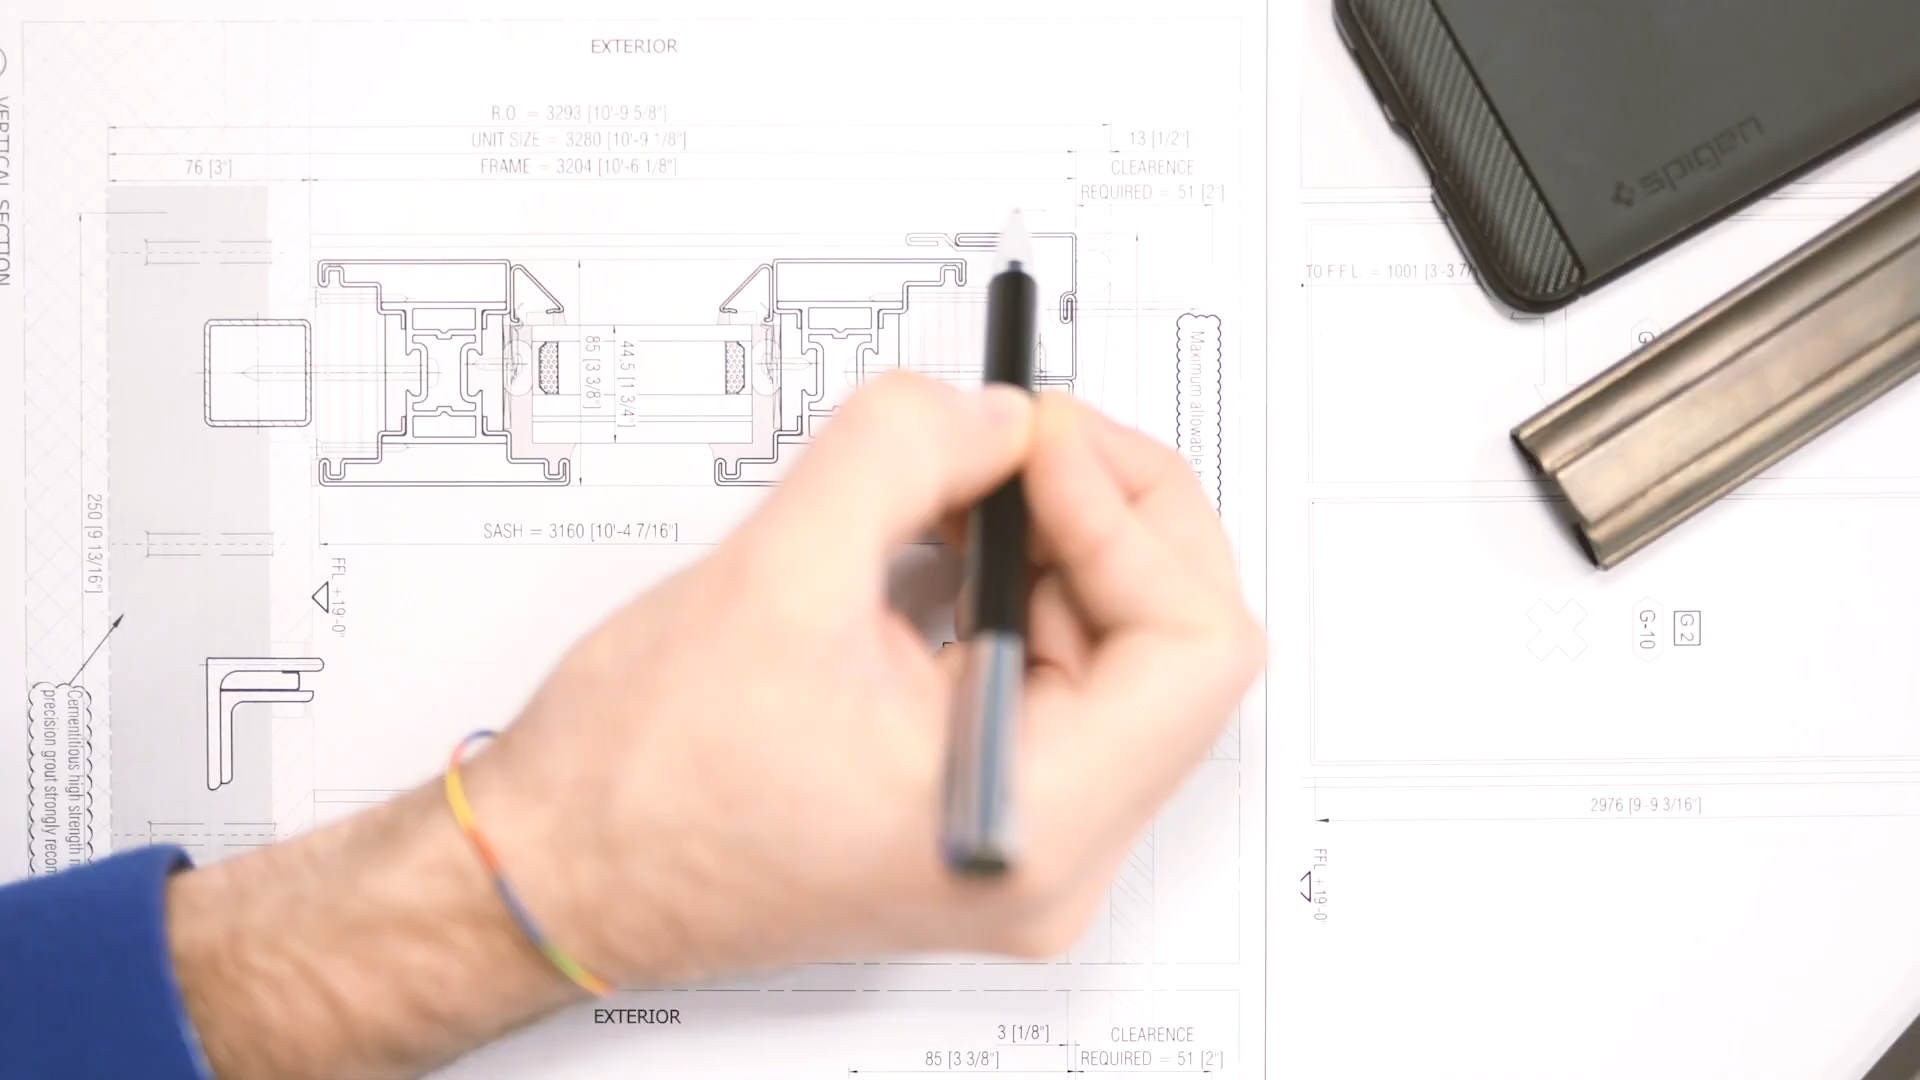 EXTERIOR
R.O. = 3293 [10'-9 5/8"]
UNIT SIZE = 3280 [10'-9 1/8"]
FRAME = 3204 [10'-6 1/8"]
76 [3"]
13 [1/2"]
CLEARENCE
REQUIRED = 51 [2"]
VERTICAL SECTION
spigen
TO F.F.L. = 1001 [3'-3
85 [3 3/8"]
44.5 [1 3/4"]
Maximum allowable
SASH = 3160 [10'-4 7/16"]
250 [9 13/16"]
FFL +19'-0"
G-10
G 2
Cementitious high strength
precision grout strongly recom
2976 [9'-9 3/16"]
FFL +19'-0"
EXTERIOR
3 [1/8"]
85 [3 3/8"]
CLEARENCE
REQUIRED = 51 [2"]